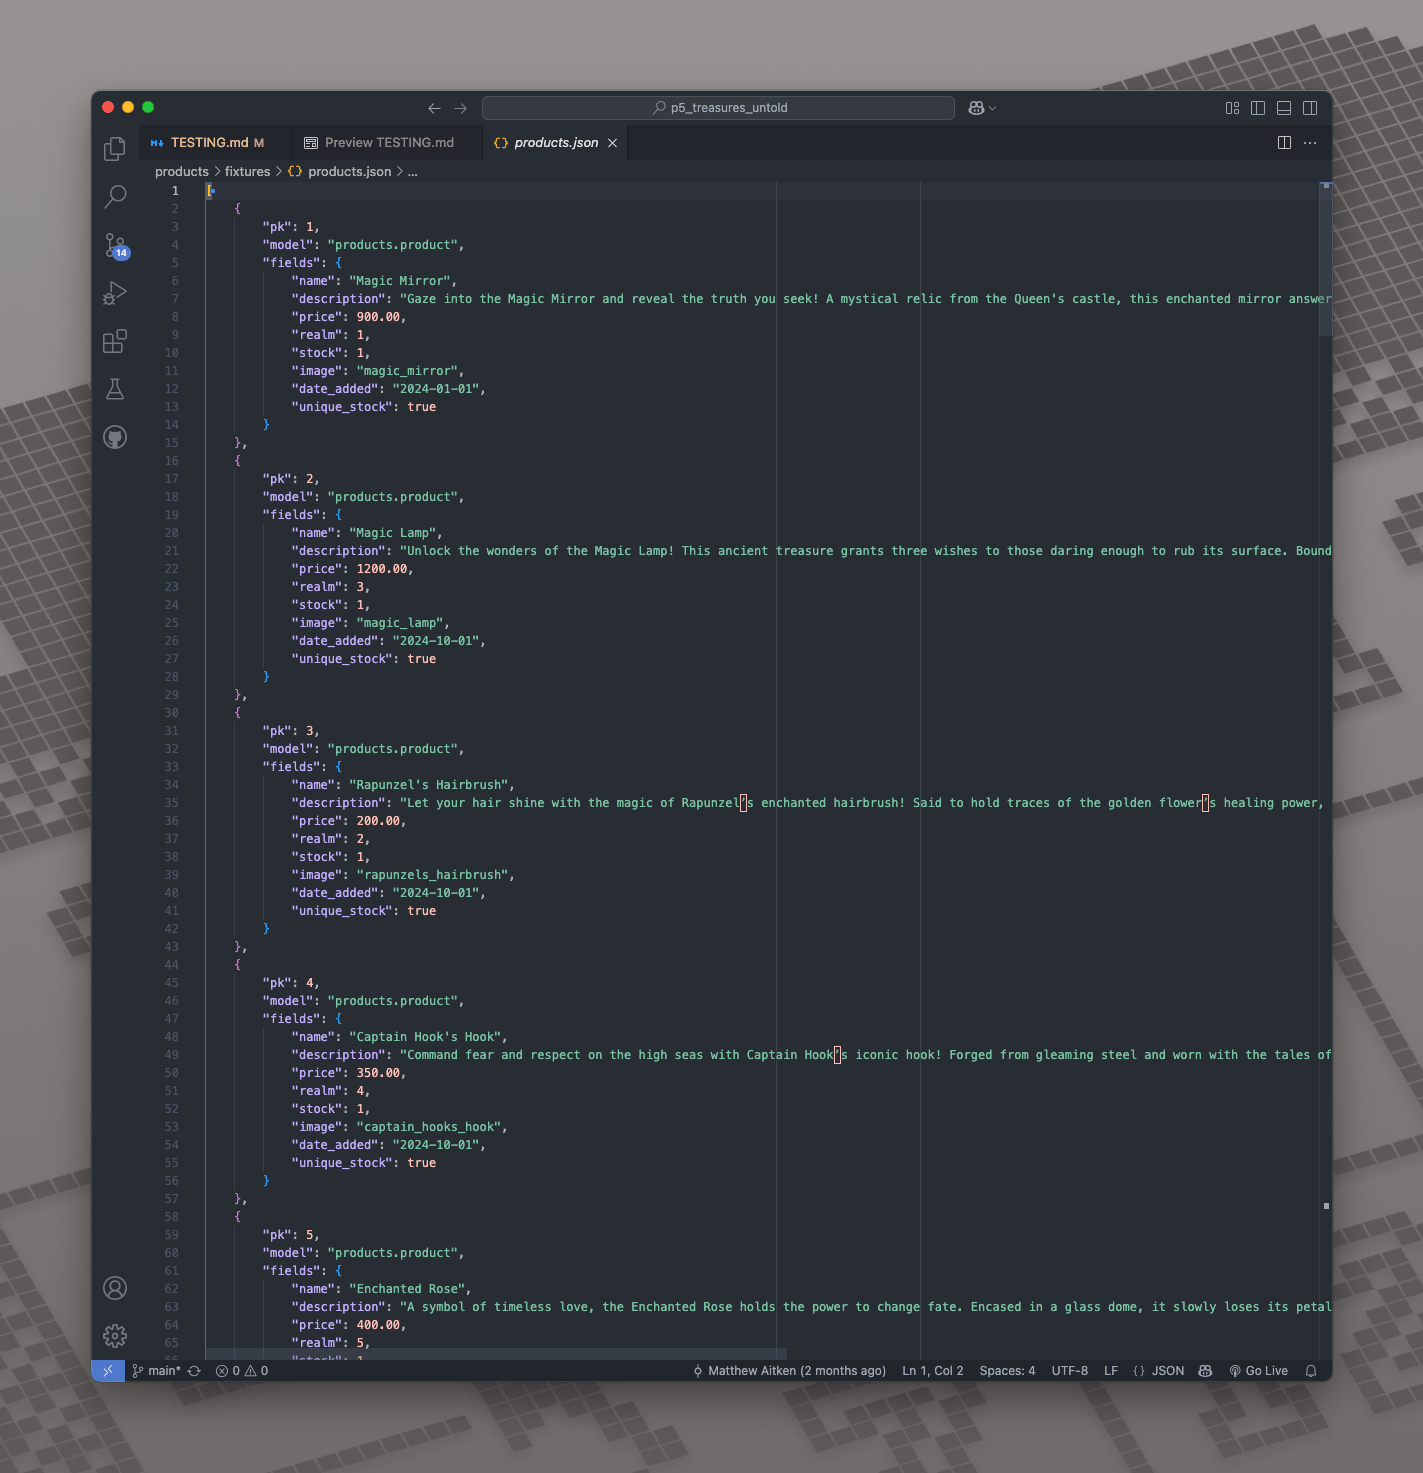 p5_treasures_untold
TESTING.md M
Preview TESTING.md
{} products.json
products > fixtures > {} products.json > ...
14
1 [
2 {
3 "pk": 1,
4 "model": "products.product",
5 "fields": {
6 "name": "Magic Mirror",
7 "description": "Gaze into the Magic Mirror and reveal the truth you seek! A mystical relic from the Queen's castle, this enchanted mirror answer
8 "price": 900.00,
9 "realm": 1,
10 "stock": 1,
11 "image": "magic_mirror",
12 "date_added": "2024-01-01",
13 "unique_stock": true
14 }
15 },
16 {
17 "pk": 2,
18 "model": "products.product",
19 "fields": {
20 "name": "Magic Lamp",
21 "description": "Unlock the wonders of the Magic Lamp! This ancient treasure grants three wishes to those daring enough to rub its surface. Bound
22 "price": 1200.00,
23 "realm": 3,
24 "stock": 1,
25 "image": "magic_lamp",
26 "date_added": "2024-10-01",
27 "unique_stock": true
28 }
29 },
30 {
31 "pk": 3,
32 "model": "products.product",
33 "fields": {
34 "name": "Rapunzel's Hairbrush",
35 "description": "Let your hair shine with the magic of Rapunzel’s enchanted hairbrush! Said to hold traces of the golden flower’s healing power,
36 "price": 200.00,
37 "realm": 2,
38 "stock": 1,
39 "image": "rapunzels_hairbrush",
40 "date_added": "2024-10-01",
41 "unique_stock": true
42 }
43 },
44 {
45 "pk": 4,
46 "model": "products.product",
47 "fields": {
48 "name": "Captain Hook's Hook",
49 "description": "Command fear and respect on the high seas with Captain Hook’s iconic hook! Forged from gleaming steel and worn with the tales of
50 "price": 350.00,
51 "realm": 4,
52 "stock": 1,
53 "image": "captain_hooks_hook",
54 "date_added": "2024-10-01",
55 "unique_stock": true
56 }
57 },
58 {
59 "pk": 5,
60 "model": "products.product",
61 "fields": {
62 "name": "Enchanted Rose",
63 "description": "A symbol of timeless love, the Enchanted Rose holds the power to change fate. Encased in a glass dome, it slowly loses its petal
64 "price": 400.00,
65 "realm": 5,
66 "stock": 1
main* 0 0 Matthew Aitken (2 months ago) Ln 1, Col 2 Spaces: 4 UTF-8 LF {} JSON Go Live